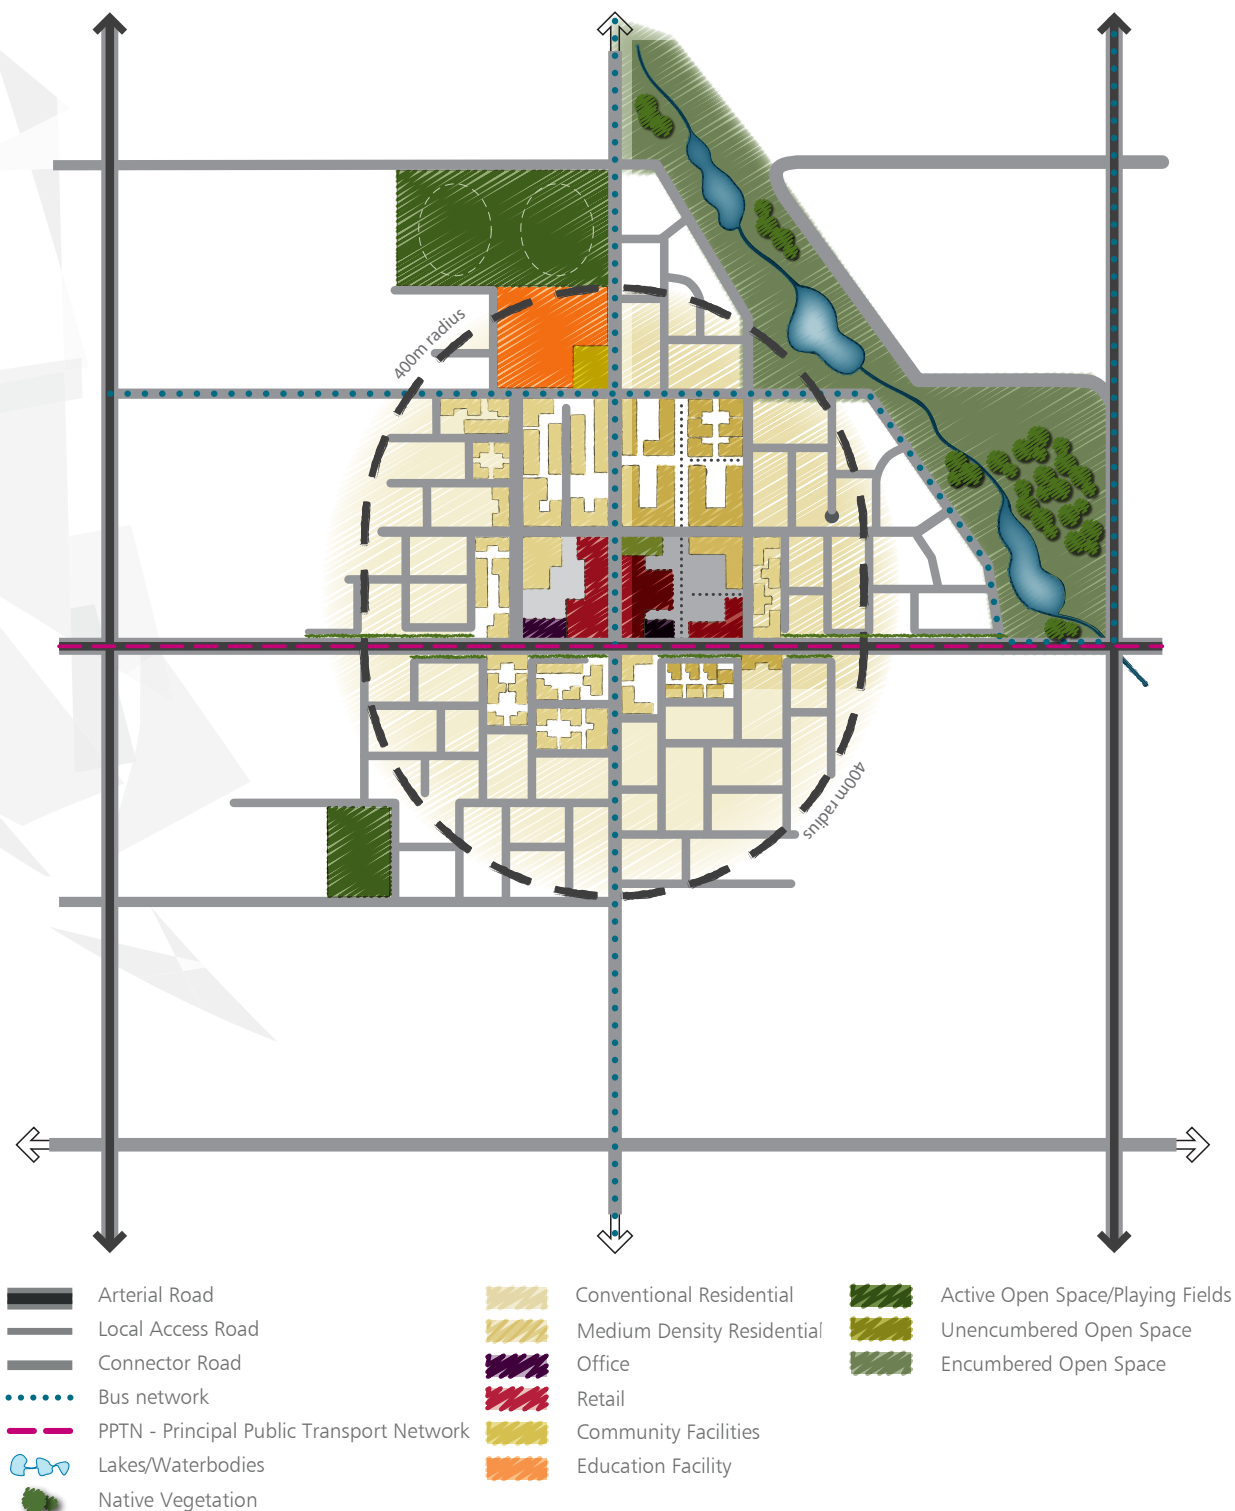 400m radius
400m radius
Arterial Road
Local Access Road
Connector Road
Bus network
PPTN - Principal Public Transport Network
Lakes/Waterbodies
Native Vegetation
Conventional Residential
Medium Density Residential
Office
Retail
Community Facilities
Education Facility
Active Open Space/Playing Fields
Unencumbered Open Space
Encumbered Open Space